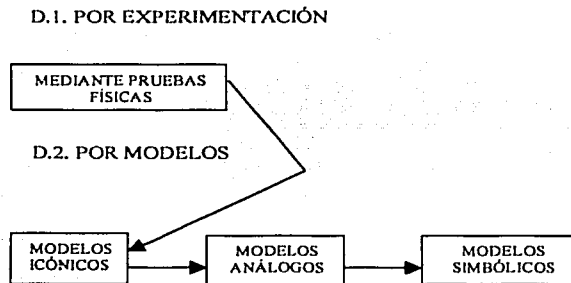 D.1. POR EXPERIMENTACIÓN
MEDIANTE PRUEBAS
FÍSICAS
D.2. POR MODELOS
MODELOS
ICÓNICOS
MODELOS
ANÁLOGOS
MODELOS
SIMBÓLICOS